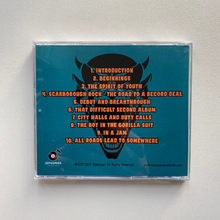 1. INTRODUCTION
2. BEGINNINGS
3. THE SPIRIT OF YOUTH
4. SCARBOROUGH ROCK - THE ROAD TO A RECORD DEAL
5. DEBUT AND BREAKTHROUGH
6. THAT DIFFICULT SECOND ALBUM
7. CITY HALLS AND DUTY CALLS
8. THE BOY IN THE GORILLA SUIT
9. IN A JAM
10. ALL ROADS LEAD TO SOMEWHERE